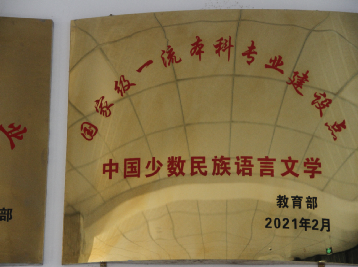 国家级一流本科专业建设点
中国少数民族语言文学
教育部
2021年2月
部